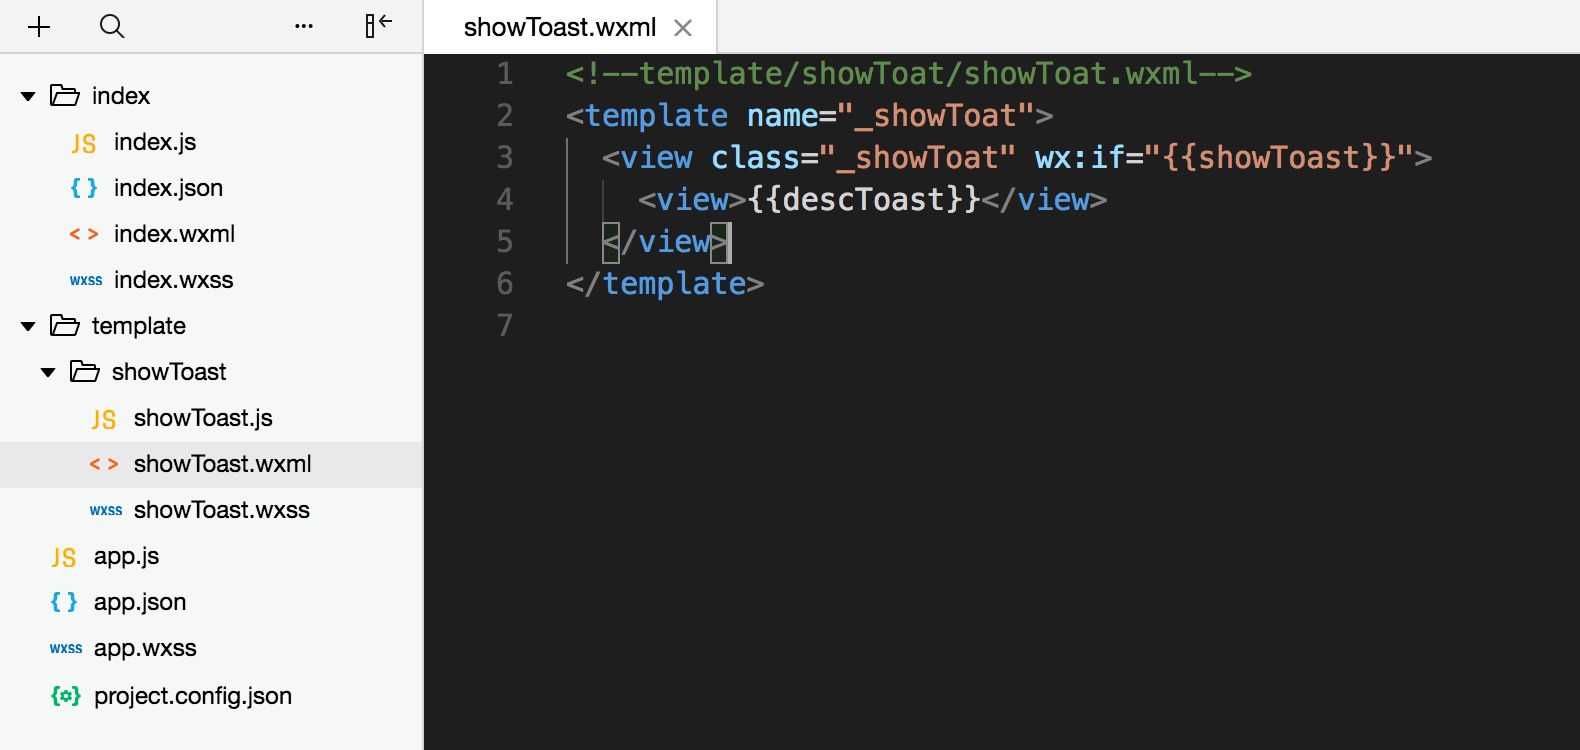 showToast.wxml
index
JS index.js
{ } index.json
< > index.wxml
wxss index.wxss
template
showToast
JS showToast.js
< > showToast.wxml
wxss showToast.wxss
JS app.js
{ } app.json
wxss app.wxss
project.config.json
1 <!--template/showToat/showToat.wxml-->
2 <template name="_showToat">
3 <view class="_showToat" wx:if="{{showToast}}">
4 <view>{{descToast}}</view>
5 </view>
6 </template>
7